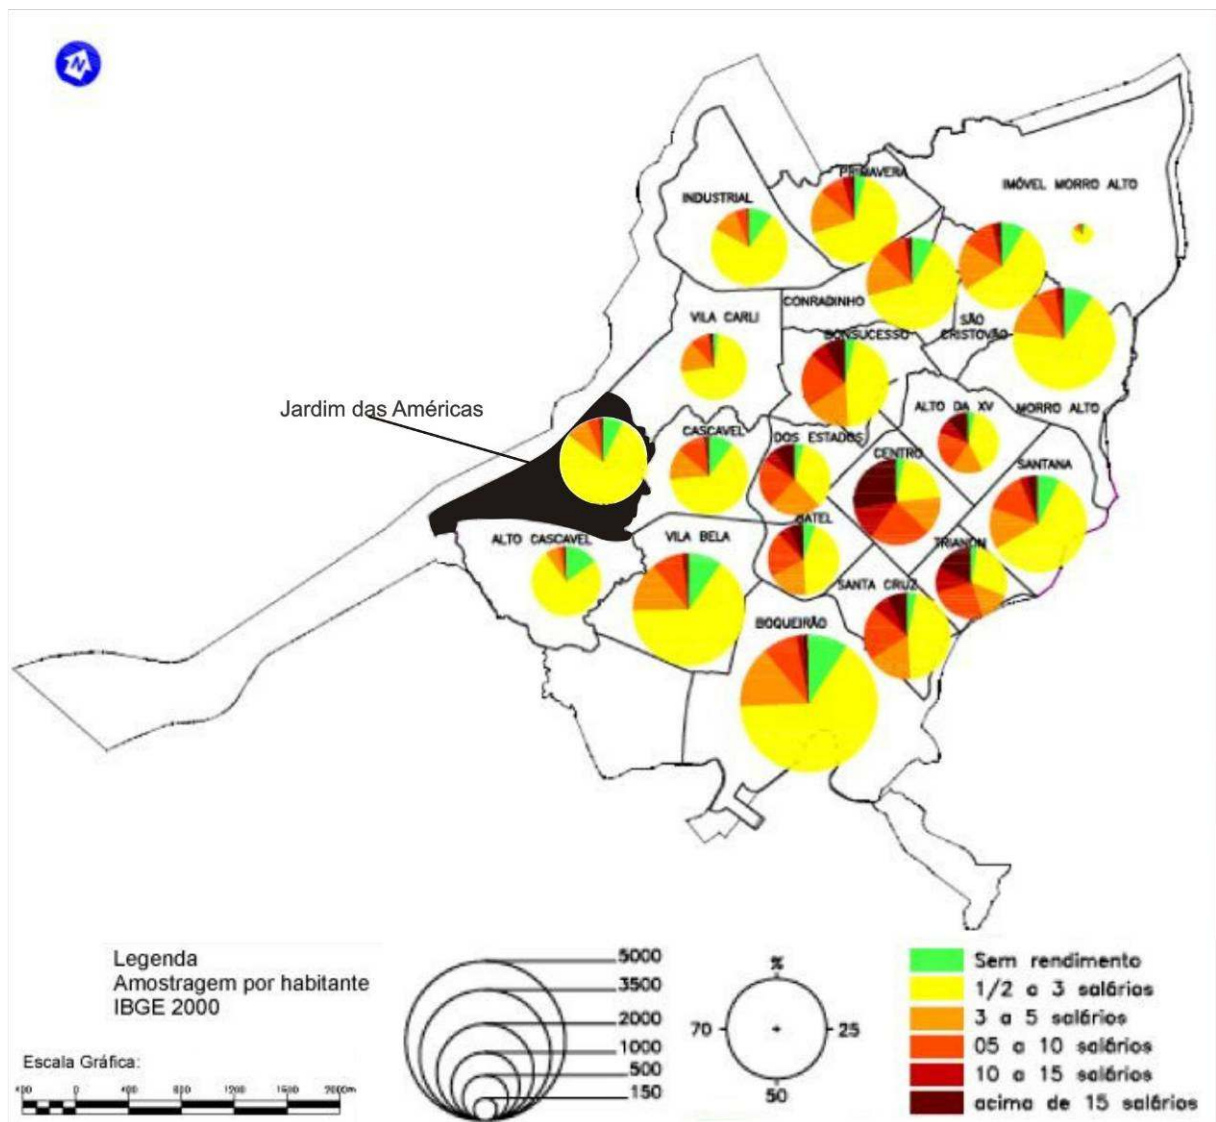 N
PRIMAVERA
INDUSTRIAL
IMÓVEL MORRO ALTO
CONRADINHO
VILA CARLI
SÃO
CRISTOVÃO
BONSUCESSO
Jardim das Américas
ALTO DA XV
MORRO ALTO
CASCAVEL
DOS ESTADOS
CENTRO
SANTANA
BATEL
ALTO CASCAVEL
VILA BELA
TRIANON
SANTA CRUZ
BOQUEIRÃO
Legenda
Amostragem por habitante
IBGE 2000
Escala Gráfica:
400 0 400 800 1200 1600 2000m
5000
3500
2000
1000
500
150
%
70
25
50
Sem rendimento
1/2 a 3 salários
3 a 5 salários
05 a 10 salários
10 a 15 salários
acima de 15 salários